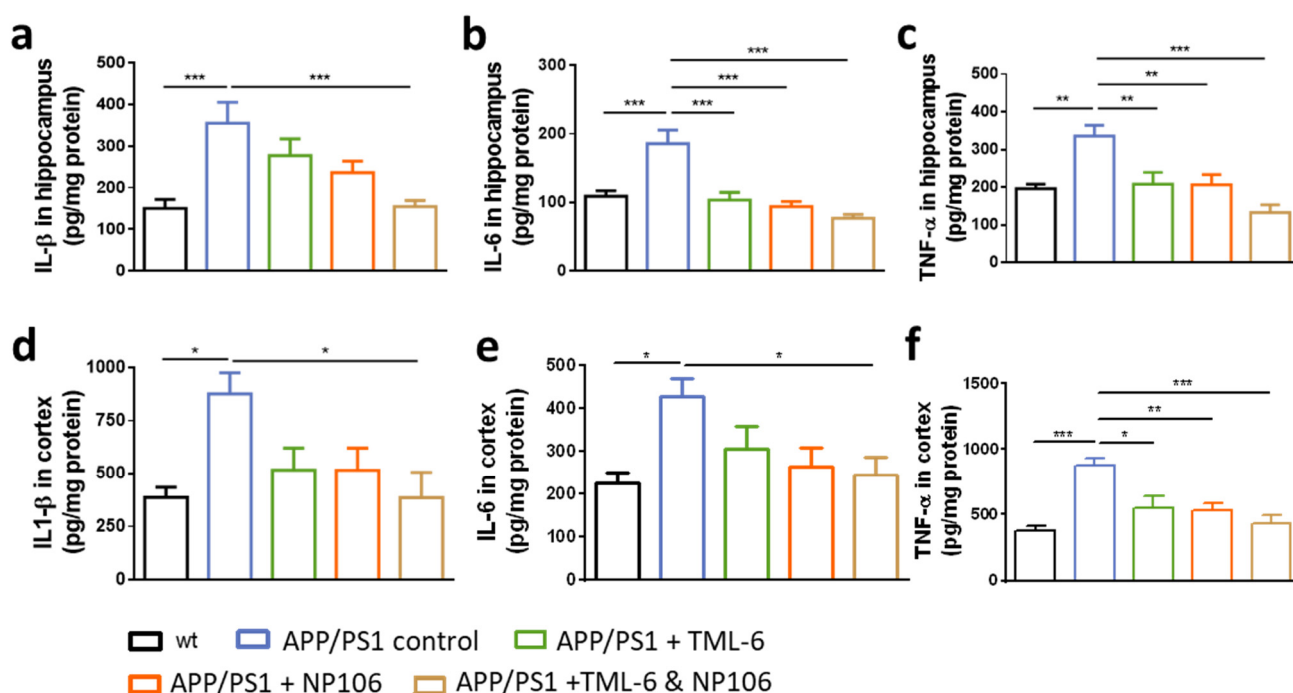 a
IL-β in hippocampus
(pg/mg protein)
500
400
300
200
100
0
***
***
b
IL-6 in hippocampus
(pg/mg protein)
300
200
100
0
***
***
***
***
c
TNF-α in hippocampus
(pg/mg protein)
500
400
300
200
100
0
***
**
**
**
d
IL1-β in cortex
(pg/mg protein)
1000
750
500
250
0
*
*
e
IL-6 in cortex
(pg/mg protein)
500
400
300
200
100
0
*
*
f
TNF-α in cortex
(pg/mg protein)
1500
1000
500
0
***
**
***
*
wt
APP/PS1 control
APP/PS1 + TML-6
APP/PS1 + NP106
APP/PS1 +TML-6 & NP106